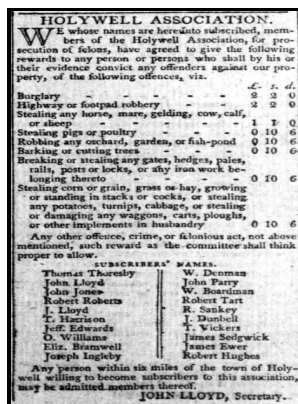 HOLYWELL ASSOCIATION.
WE whose names are hereunto subscribed, mem-
bers of the Holywell Association, for pro-
secution of felons, have agreed to give the following
rewards to any person or persons who shall by his or
their evidence convict any offenders against our pro-
perty, of the following offences, viz.
£. s. d.
Burglary - - - - 2 2 0
Highway or footpad robbery - - - 2 2 0
Stealing any horse, mare, gelding, cow, calf,
or sheep - - - - 1 1 0
Stealing pigs or poultry - - - 0 10 6
Robbing any orchard, garden, or fish-pond 0 10 6
Barking or cutting trees - - - 0 10 6
Breaking or stealing any gates, hedges, pales,
rails, posts or locks, or any iron work be-
longing thereto - - - 0 10 6
Stealing corn or grain, grass or hay, growing
or standing in stacks or cocks, or stealing
any potatoes, turnips, cabbage, or stealing
or damaging any waggons, carts, ploughs,
or other implements in husbandry 0 10 6
Any other offence, crime, or felonious act, not above
mentioned, such reward as the committee shall think
proper to allow.
SUBSCRIBERS' NAMES.
Thomas Thoresby W. Denman
John Lloyd John Parry
John Jones W. Boardman
Robert Roberts Robert Tart
J. Lloyd R. Sankey
T. Harrison J. Dunbell
Jeff. Edwards T. Vickers
O. Williams James Sedgwick
Eliz. Bramwell James Ewer
Joseph Ingleby Robert Hughes
Any person within six miles of the town of Holy-
well willing to become subscribers to this association,
may be admitted members thereof.
JOHN LLOYD, Secretary.